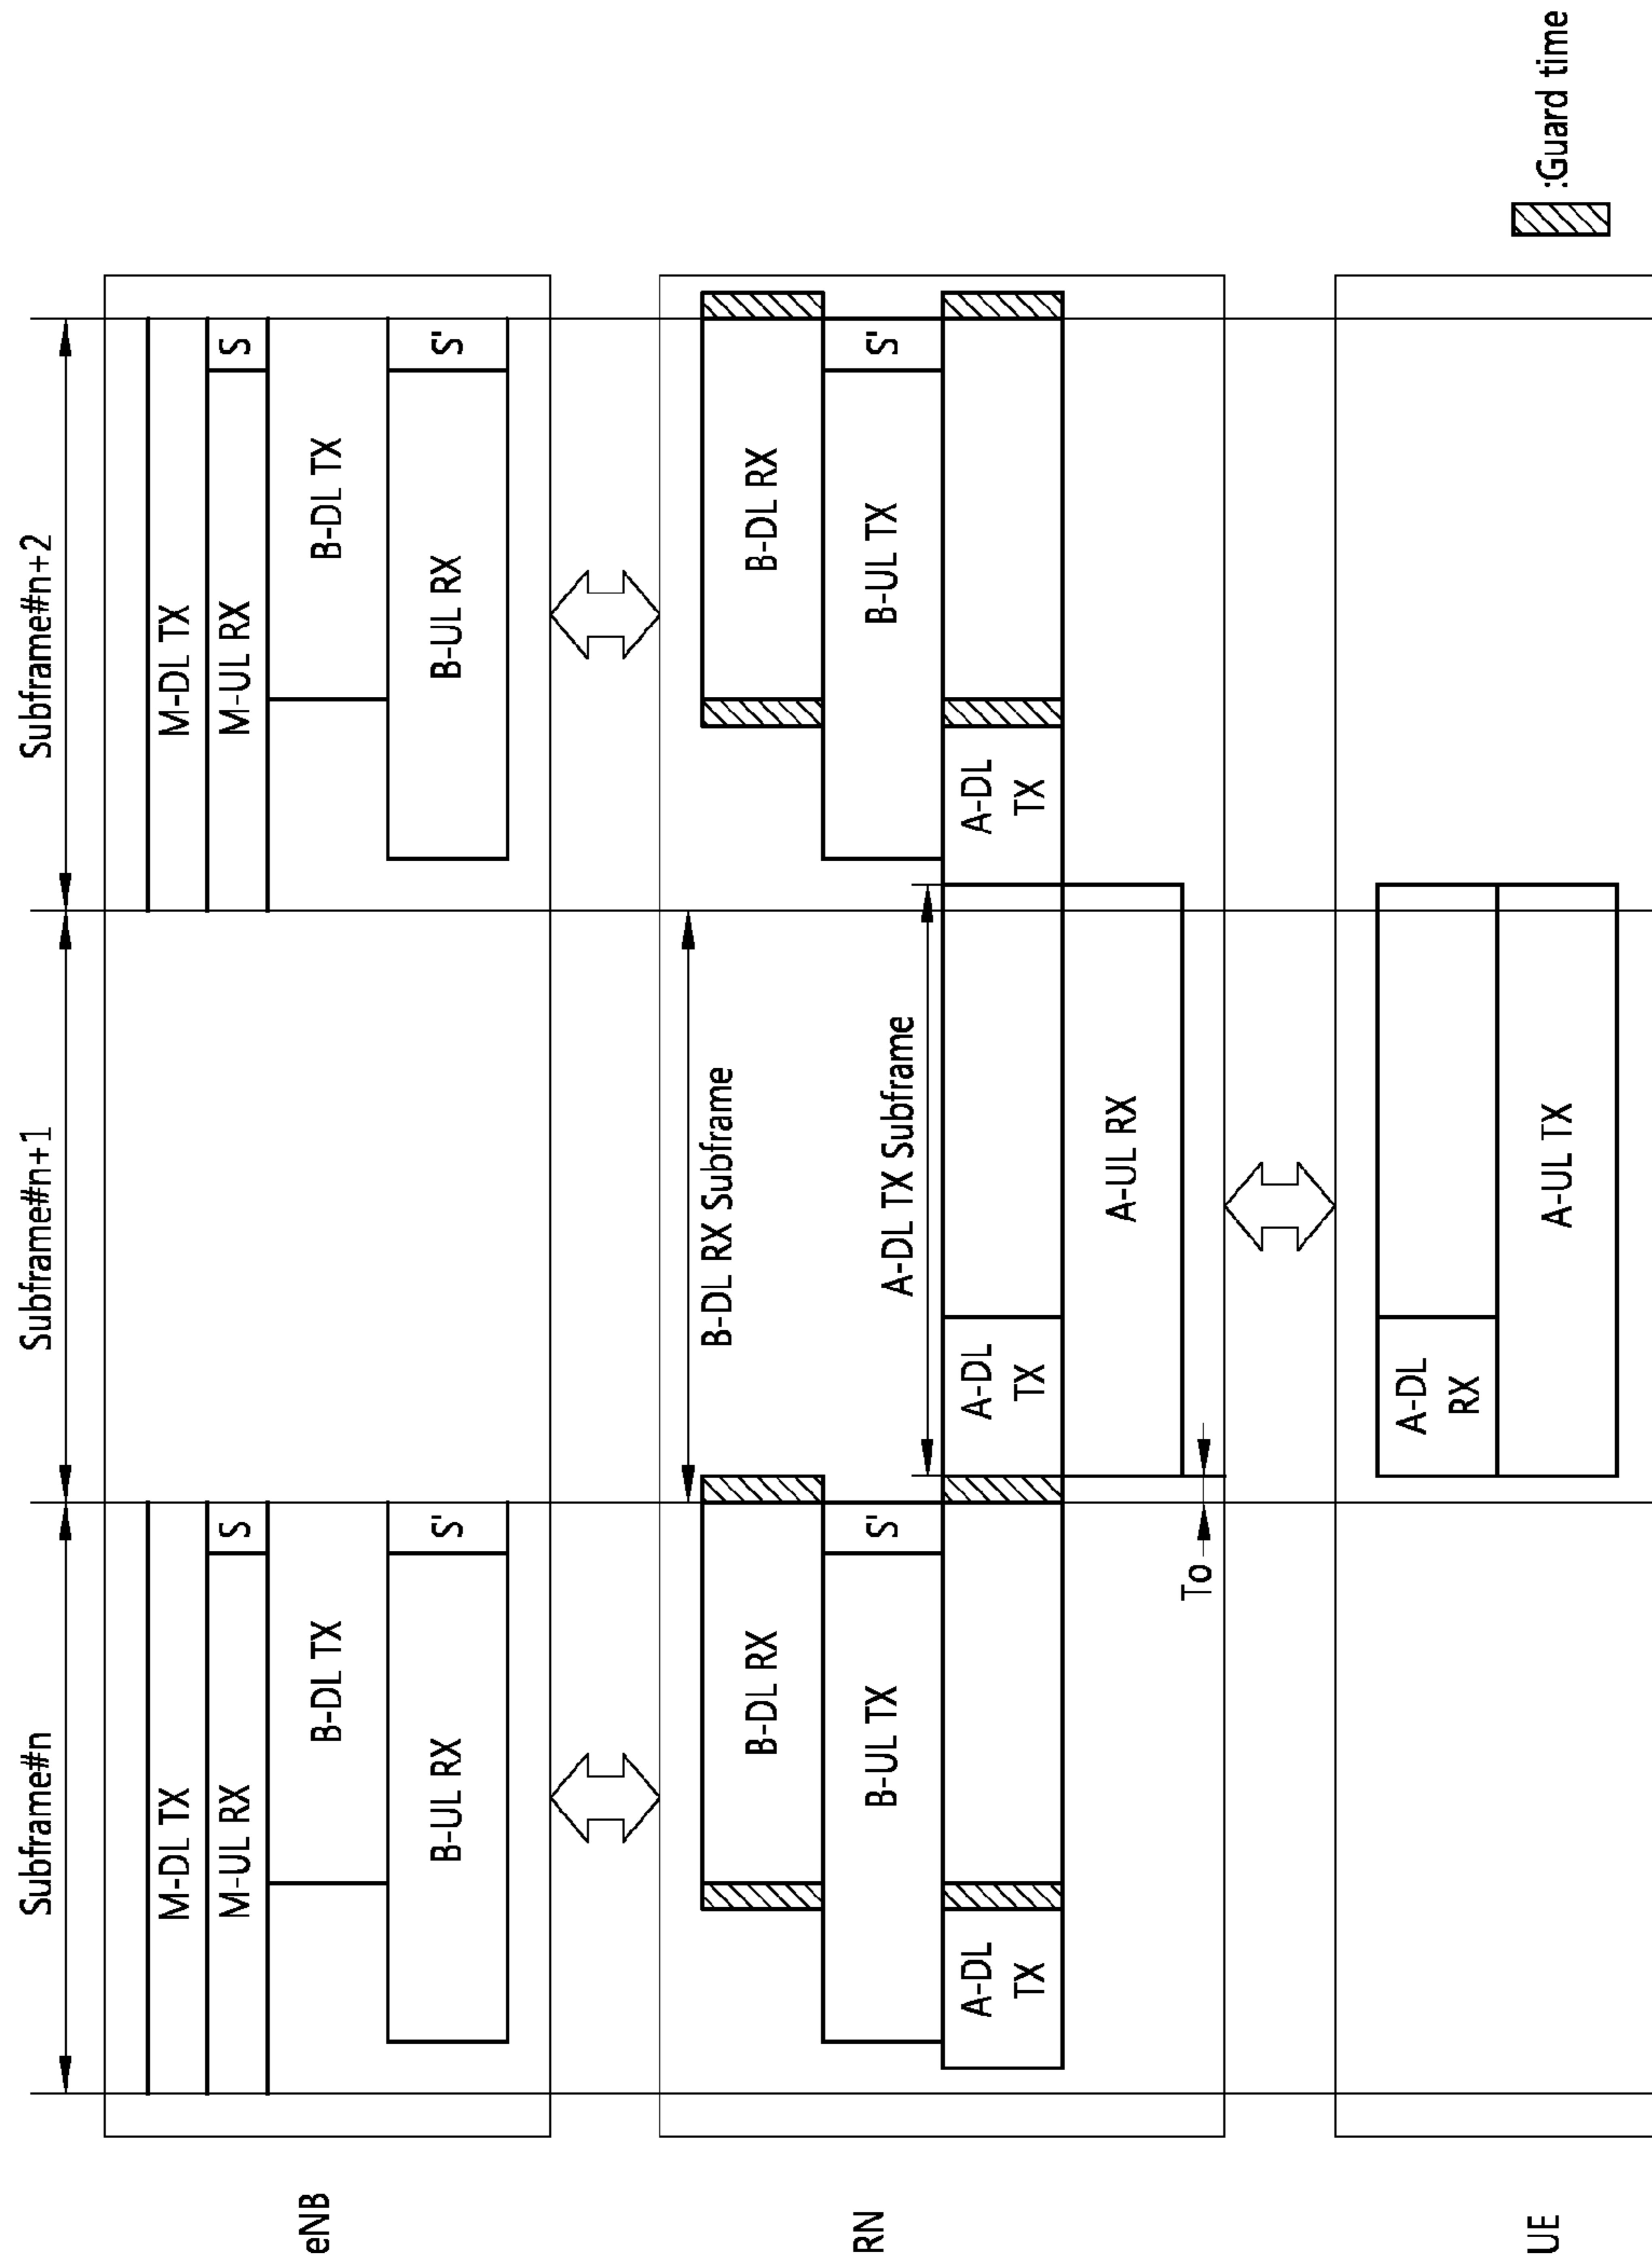 Subframe#n
Subframe#n+1
Subframe#n+2
eNB
M-DL TX
M-DL TX
M-UL RX
S
M-UL RX
S
B-DL TX
B-DL TX
B-UL RX
S'
B-UL RX
S'
RN
B-DL RX
B-DL RX Subframe
B-DL RX
B-UL TX
S'
A-DL TX Subframe
B-UL TX
S'
A-DL
TX
A-DL
TX
A-DL
TX
A-UL RX
To
UE
A-DL
RX
A-UL TX
:Guard time